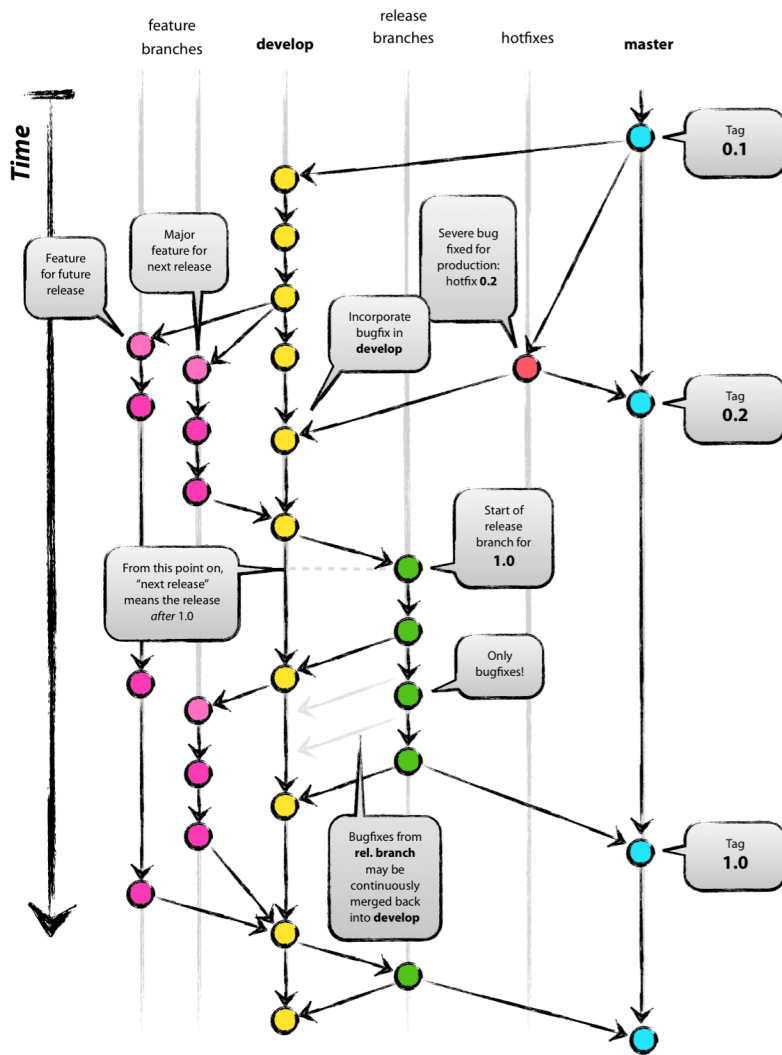 feature
branches
develop
release
branches
hotfixes
master
Time
Tag
0.1
Major
feature for
next release
Feature
for future
release
Severe bug
fixed for
production:
hotfix 0.2
Incorporate
bugfix in
develop
Tag
0.2
Start of
release
branch for
1.0
From this point on,
“next release”
means the release
after 1.0
Only
bugfixes!
Bugfixes from
rel. branch
may be
continuously
merged back
into develop
Tag
1.0